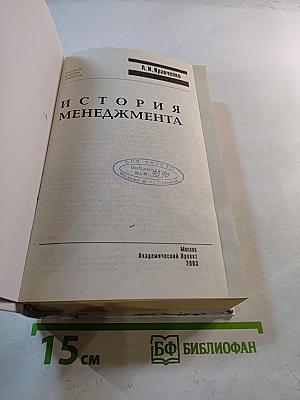 А. И. Кравченко
ИСТОРИЯ
МЕНЕДЖМЕНТА
Москва
Академический Проект
2003
15 см
БФ БИБЛИОФАН